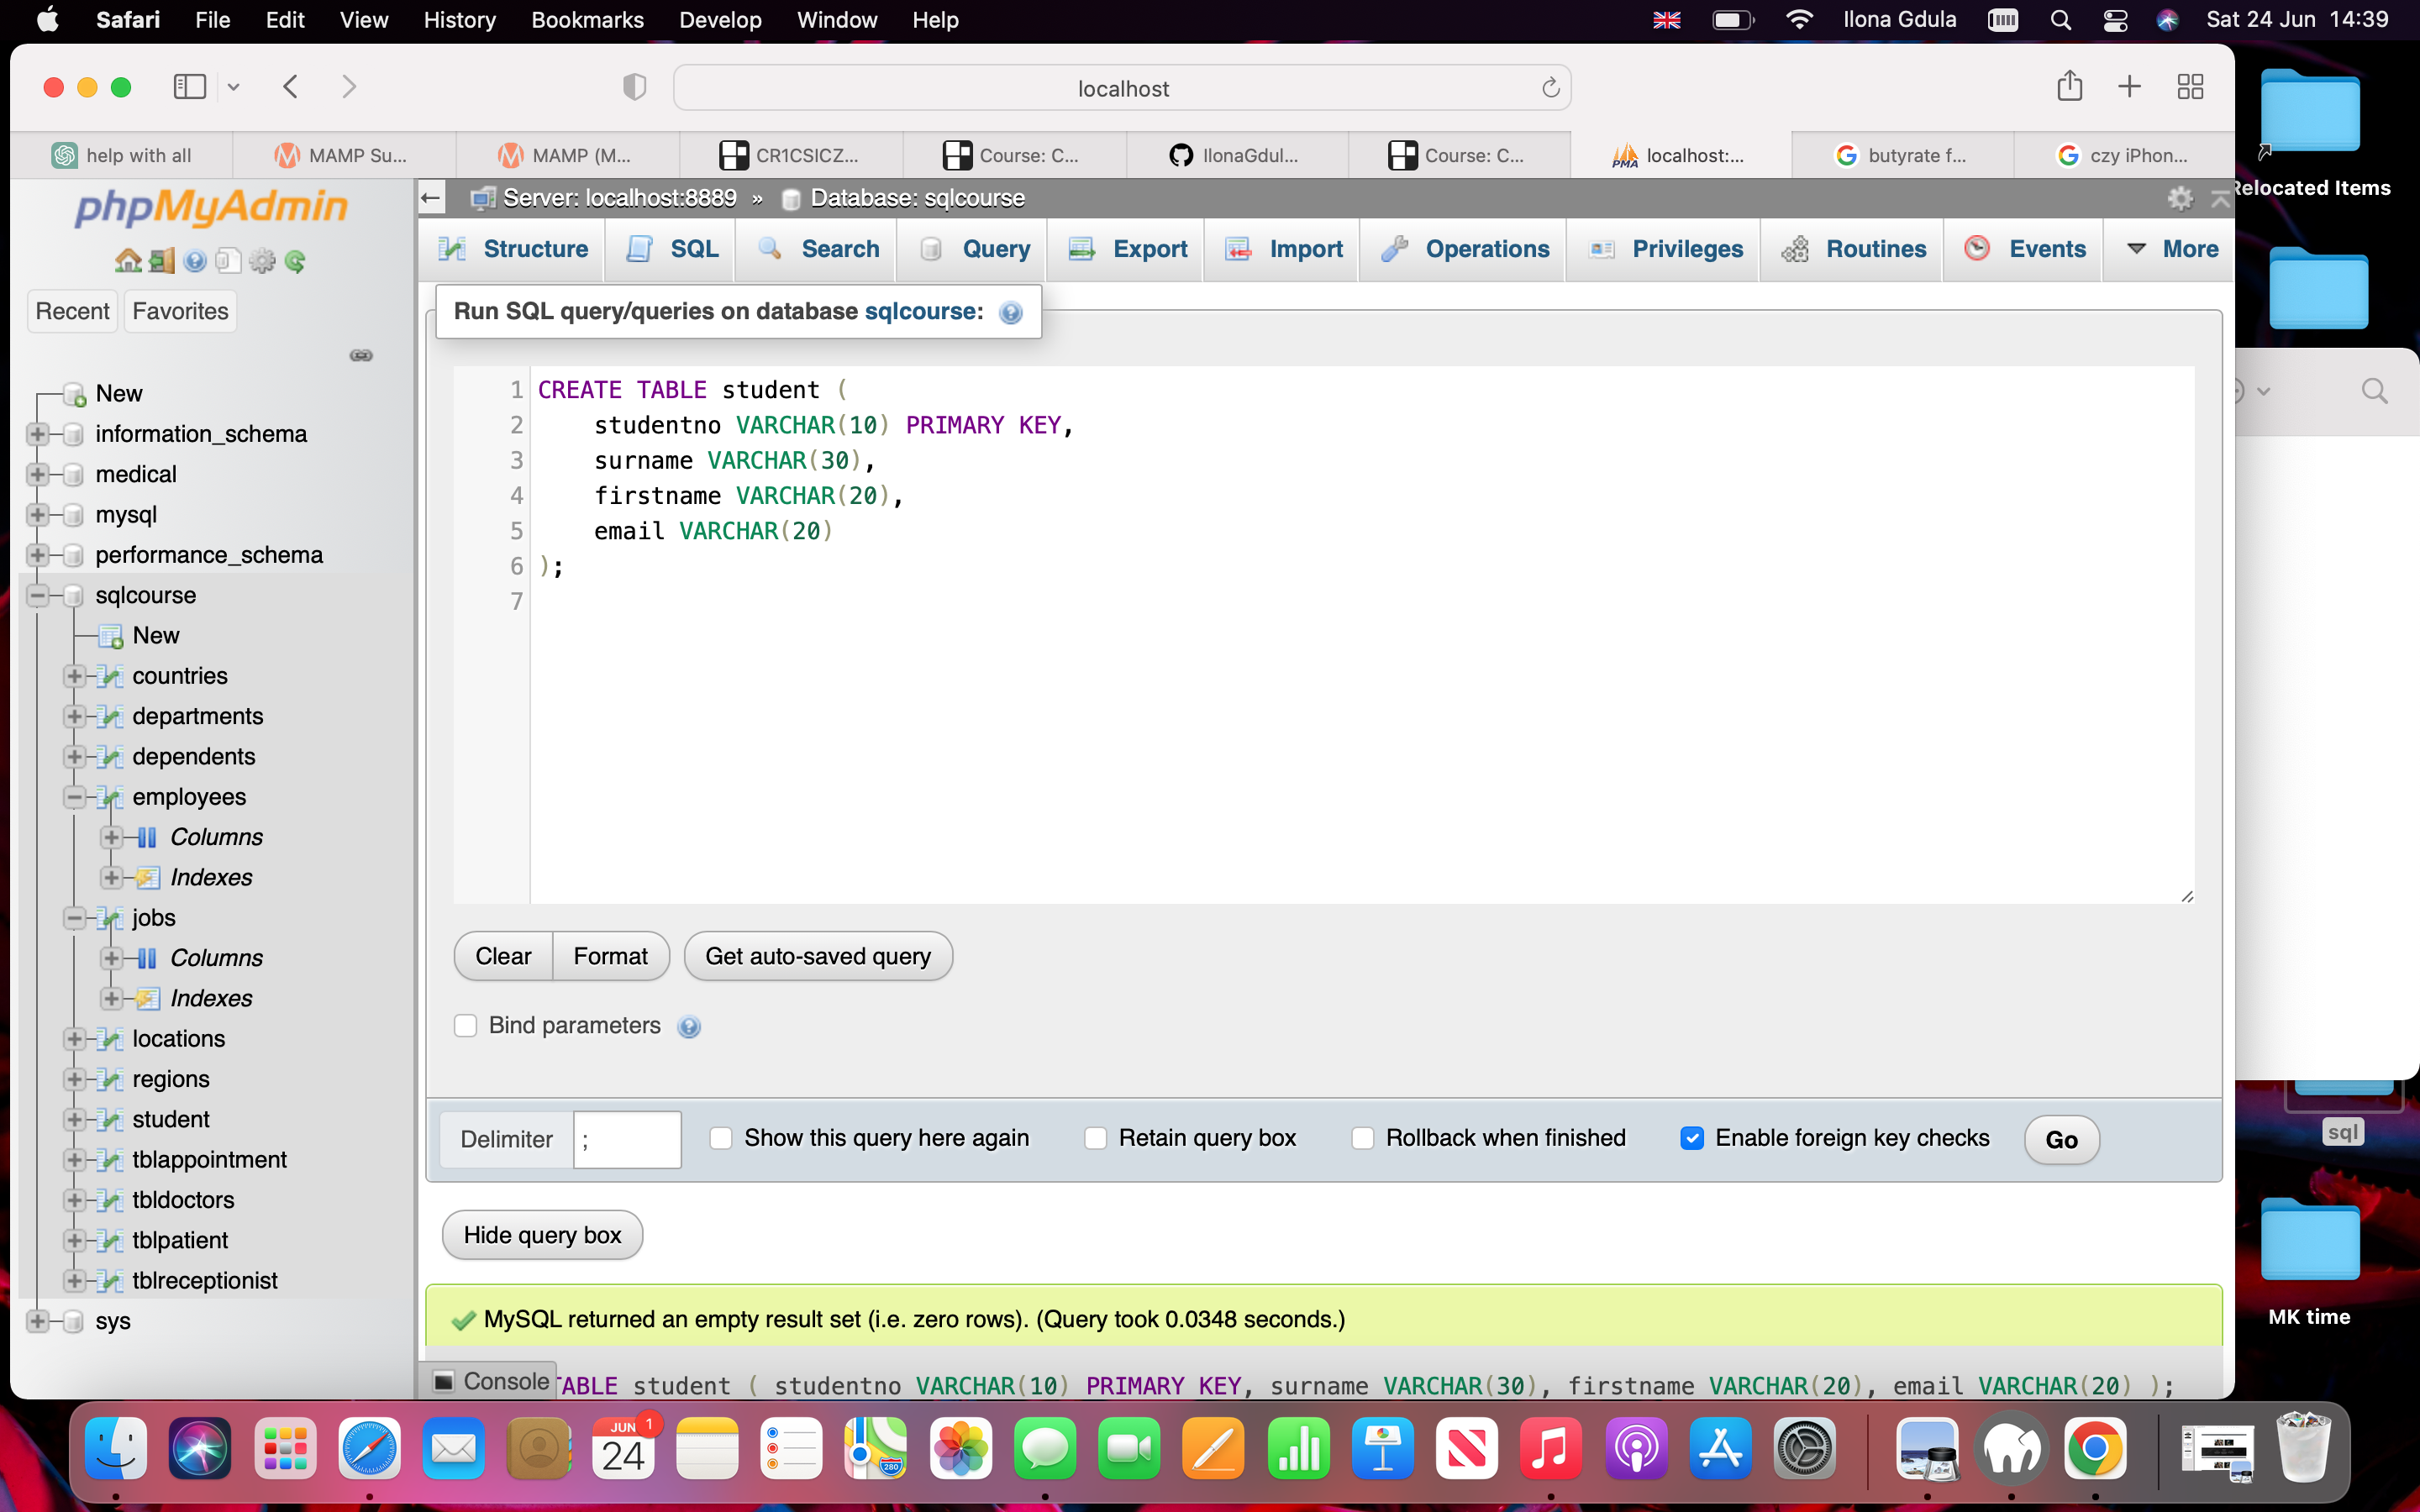 Safari File Edit View History Bookmarks Develop Window Help Ilona Gdula Sat 24 Jun 14:39
localhost
help with all MAMP Su... MAMP (M... CR1CSICZ... Course: C... IlonaGdul... Course: C... localhost:... butyrate f... czy iPhon...
phpMyAdmin
Recent Favorites
New
information_schema
medical
mysql
performance_schema
sqlcourse
New
countries
departments
dependents
employees
Columns
Indexes
jobs
Columns
Indexes
locations
regions
student
tblappointment
tbldoctors
tblpatient
tblreceptionist
sys
Server: localhost:8889 » Database: sqlcourse
Structure SQL Search Query Export Import Operations Privileges Routines Events More
Run SQL query/queries on database sqlcourse:
1 CREATE TABLE student (
2 studentno VARCHAR(10) PRIMARY KEY,
3 surname VARCHAR(30),
4 firstname VARCHAR(20),
5 email VARCHAR(20)
6 );
7
Clear Format Get auto-saved query
Bind parameters
Delimiter ; Show this query here again Retain query box Rollback when finished Enable foreign key checks Go
Hide query box
MySQL returned an empty result set (i.e. zero rows). (Query took 0.0348 seconds.)
Console TABLE student ( studentno VARCHAR(10) PRIMARY KEY, surname VARCHAR(30), firstname VARCHAR(20), email VARCHAR(20) );
Relocated Items
sql
MK time
JUN 1
24
280